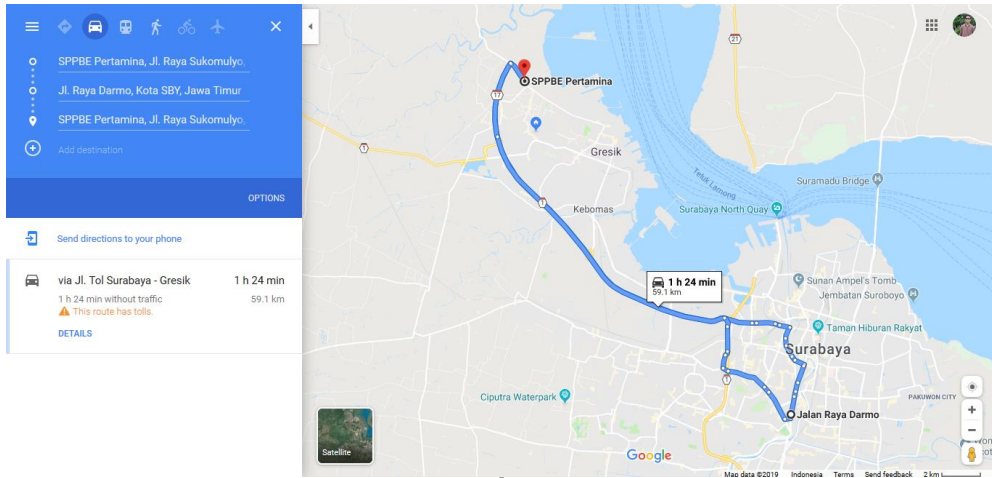 SPPBE Pertamina, Jl. Raya Sukomulyo,
Jl. Raya Darmo, Kota SBY, Jawa Timur
SPPBE Pertamina, Jl. Raya Sukomulyo,
Add destination
OPTIONS
Send directions to your phone
via Jl. Tol Surabaya - Gresik 1 h 24 min
1 h 24 min without traffic 59.1 km
This route has tolls.
DETAILS
21
SPPBE Pertamina
17
1
Gresik
Teluk Lamong
Suramadu Bridge
1
Kebomas
Surabaya North Quay
1 h 24 min
59.1 km
Sunan Ampel's Tomb
Jembatan Suroboyo
Taman Hiburan Rakyat
Surabaya
1
Ciputra Waterpark
PAKUWON CITY
Jalan Raya Darmo
Satellite
Google
Map data ©2019 Indonesia Terms Send feedback 2 km